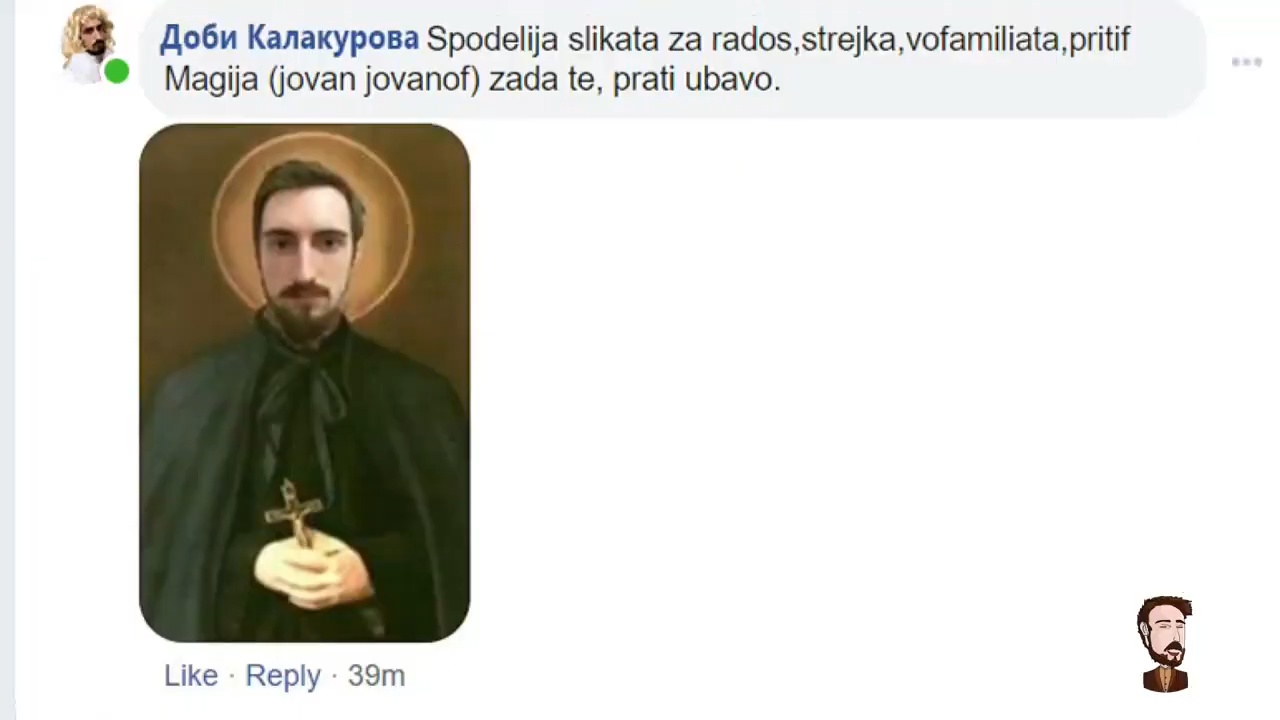 Доби Калакурова Spodelija slikata za rados,strejka,vofamiliata,pritif
Magija (jovan jovanof) zada te, prati ubavo.
Like · Reply · 39m